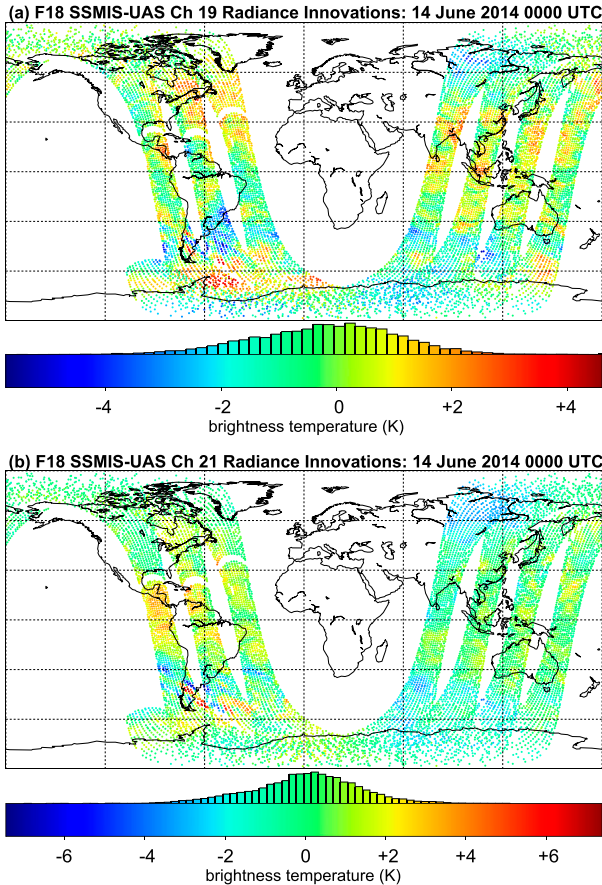 (a) F18 SSMIS-UAS Ch 19 Radiance Innovations: 14 June 2014 0000 UTC
-4 -2 0 +2 +4
brightness temperature (K)
(b) F18 SSMIS-UAS Ch 21 Radiance Innovations: 14 June 2014 0000 UTC
-6 -4 -2 0 +2 +4 +6
brightness temperature (K)